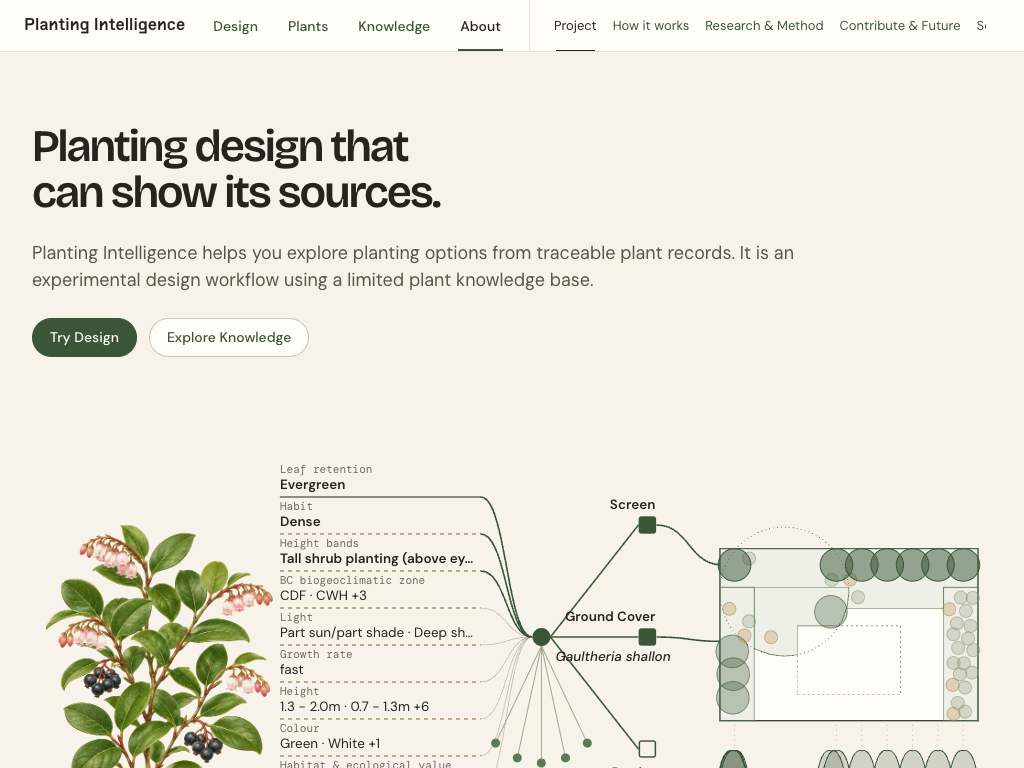 Planting Intelligence
Design
Plants
Knowledge
About
Project
How it works
Research & Method
Contribute & Future
Planting design that
can show its sources.
Planting Intelligence helps you explore planting options from traceable plant records. It is an
experimental design workflow using a limited plant knowledge base.
Try Design
Explore Knowledge
Leaf retention
Evergreen
Habit
Dense
Height bands
Tall shrub planting (above ey...
BC biogeoclimatic zone
CDF · CWH +3
Light
Part sun/part shade · Deep sh...
Growth rate
fast
Height
1.3 – 2.0m · 0.7 – 1.3m +6
Colour
Green · White +1
Habitat & ecological value
Screen
Ground Cover
Gaultheria shallon